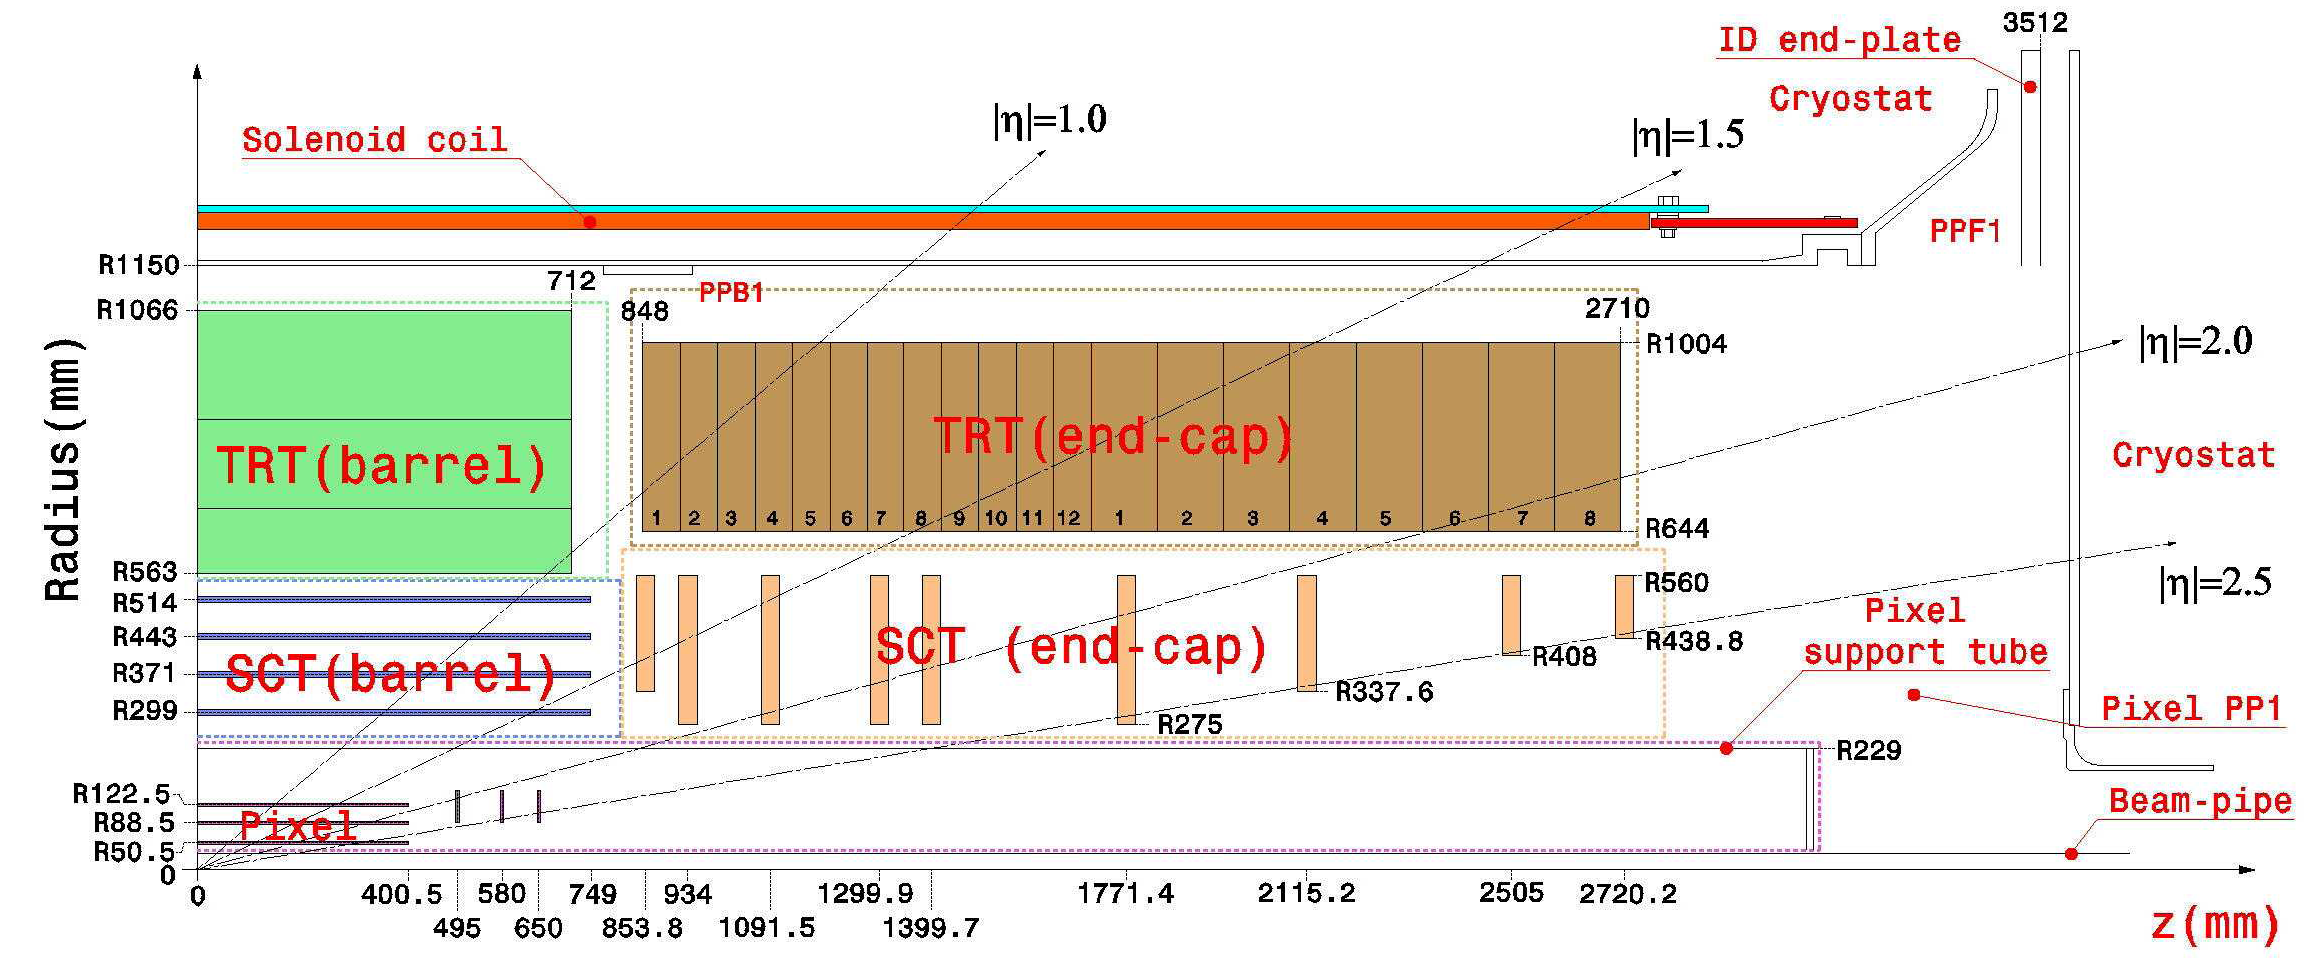 3512
ID end-plate
Cryostat
|η|=1.0
|η|=1.5
Solenoid coil
PPF1
R1150
712
PPB1
R1066
848
2710
R1004
|η|=2.0
Radius(mm)
TRT(barrel)
TRT(end-cap)
Cryostat
1 2 3 4 5 6 7 8 9 10 11 12 1 2 3 4 5 6 7 8
R644
R563
R560
|η|=2.5
R514
Pixel
support tube
R443
SCT(barrel)
SCT (end-cap)
R438.8
R408
R371
R337.6
R299
R275
Pixel PP1
R229
R122.5
Pixel
R88.5
Beam-pipe
R50.5
0
0 400.5 580 749 934 1299.9 1771.4 2115.2 2505 2720.2
495 650 853.8 1091.5 1399.7
z(mm)